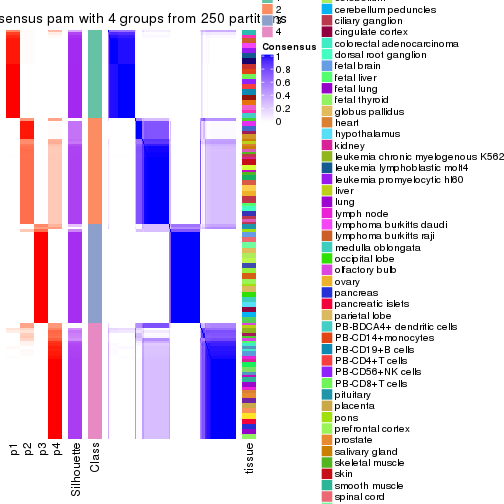 sensus pam with 4 groups from 250 partitions
2
3
4
Consensus
1
0.8
0.6
0.4
0.2
0
cerebellum peduncles
ciliary ganglion
cingulate cortex
colorectal adenocarcinoma
dorsal root ganglion
fetal brain
fetal liver
fetal lung
fetal thyroid
globus pallidus
heart
hypothalamus
kidney
leukemia chronic myelogenous K562
leukemia lymphoblastic molt4
leukemia promyelocytic hl60
liver
lung
lymph node
lymphoma burkitts daudi
lymphoma burkitts raji
medulla oblongata
occipital lobe
olfactory bulb
ovary
pancreas
pancreatic islets
parietal lobe
PB-BDCA4+ dendritic cells
PB-CD14+monocytes
PB-CD19+B cells
PB-CD4+T cells
PB-CD56+NK cells
PB-CD8+T cells
pituitary
placenta
pons
prefrontal cortex
prostate
salivary gland
skeletal muscle
skin
smooth muscle
spinal cord
p1
p2
p3
p4
Silhouette
Class
tissue